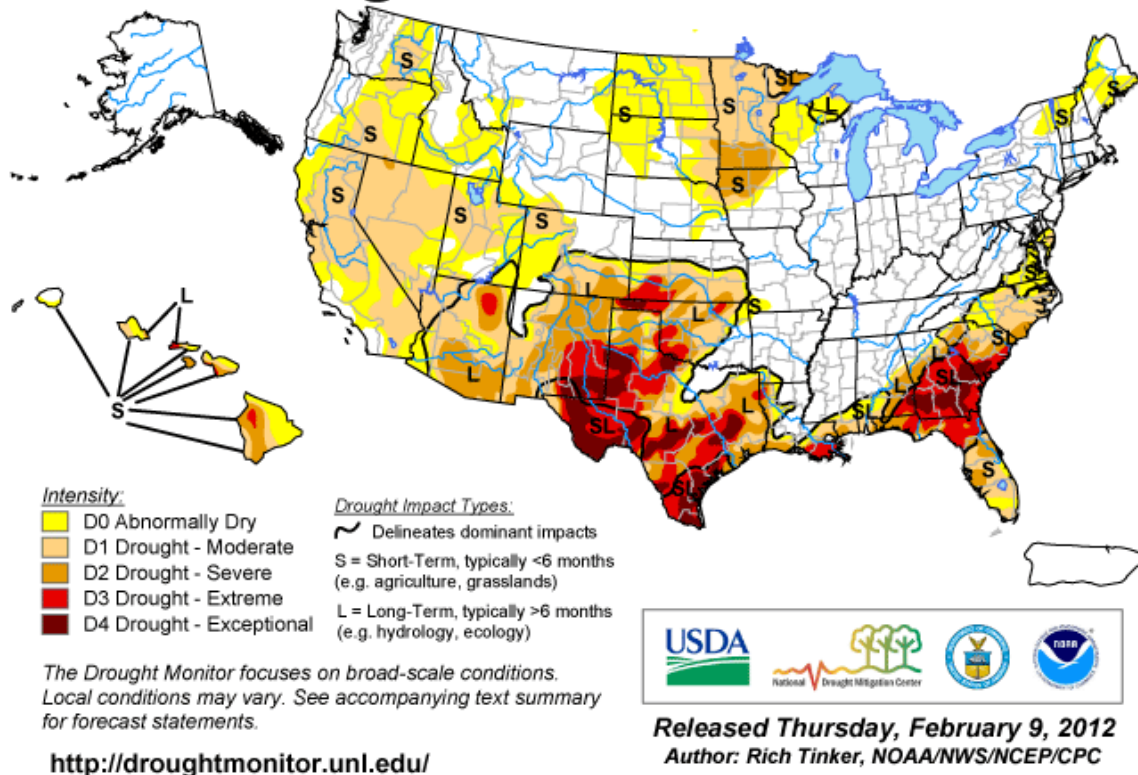 S
SL
S
S
L
S
S
S
S
S
S
S
L
L
L
S
S
L
SL
L
L
SL
SL
L
L
SL
SL
S
L
S
Intensity:
D0 Abnormally Dry
D1 Drought - Moderate
D2 Drought - Severe
D3 Drought - Extreme
D4 Drought - Exceptional
Drought Impact Types:
Delineates dominant impacts
S = Short-Term, typically <6 months
(e.g. agriculture, grasslands)
L = Long-Term, typically >6 months
(e.g. hydrology, ecology)
The Drought Monitor focuses on broad-scale conditions.
Local conditions may vary. See accompanying text summary
for forecast statements.
http://droughtmonitor.unl.edu/
USDA
National Drought Mitigation Center
NOAA
Released Thursday, February 9, 2012
Author: Rich Tinker, NOAA/NWS/NCEP/CPC